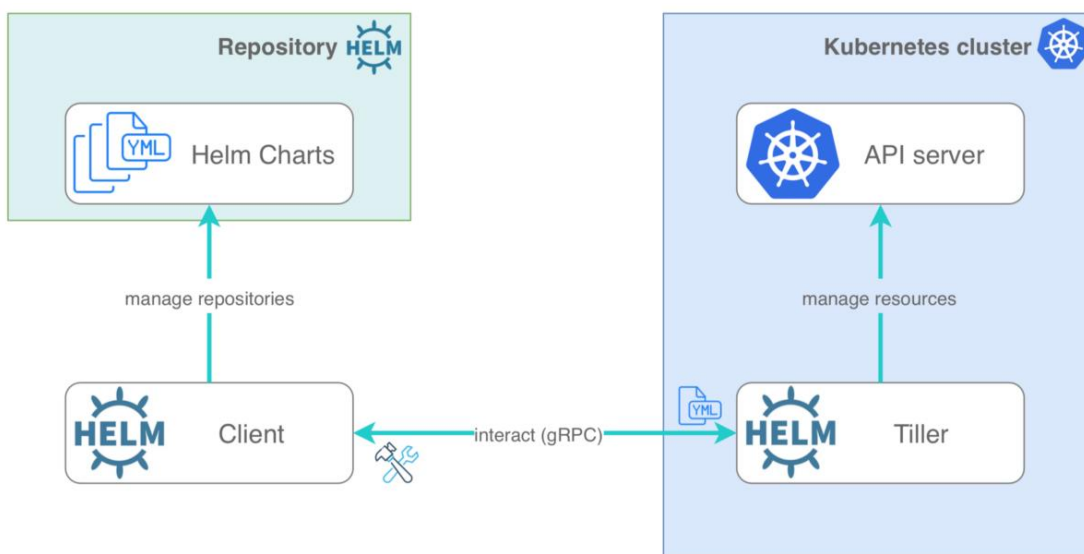 Repository HELM
Kubernetes cluster
YML Helm Charts
API server
manage repositories
manage resources
HELM Client
interact (gRPC)
YML
HELM Tiller